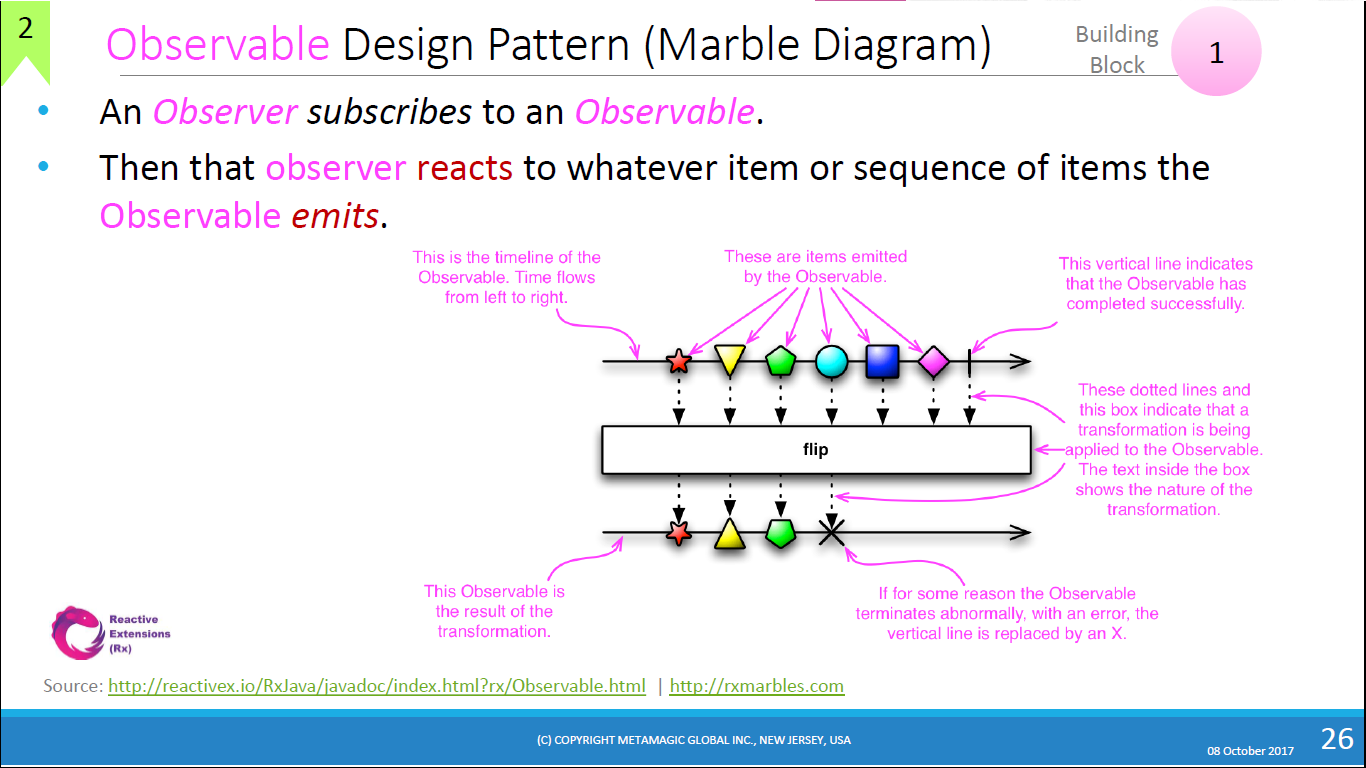 2
Observable Design Pattern (Marble Diagram)
Building
Block
1
• An Observer subscribes to an Observable.
• Then that observer reacts to whatever item or sequence of items the
Observable emits.
This is the timeline of the
Observable. Time flows
from left to right.
These are items emitted
by the Observable.
This vertical line indicates
that the Observable has
completed successfully.
These dotted lines and
this box indicate that a
transformation is being
applied to the Observable.
The text inside the box
shows the nature of the
transformation.
flip
This Observable is
the result of the
transformation.
If for some reason the Observable
terminates abnormally, with an error, the
vertical line is replaced by an X.
Reactive
Extensions
(Rx)
Source: http://reactivex.io/RxJava/javadoc/index.html?rx/Observable.html | http://rxmarbles.com
(C) COPYRIGHT METAMAGIC GLOBAL INC., NEW JERSEY, USA
08 October 2017
26